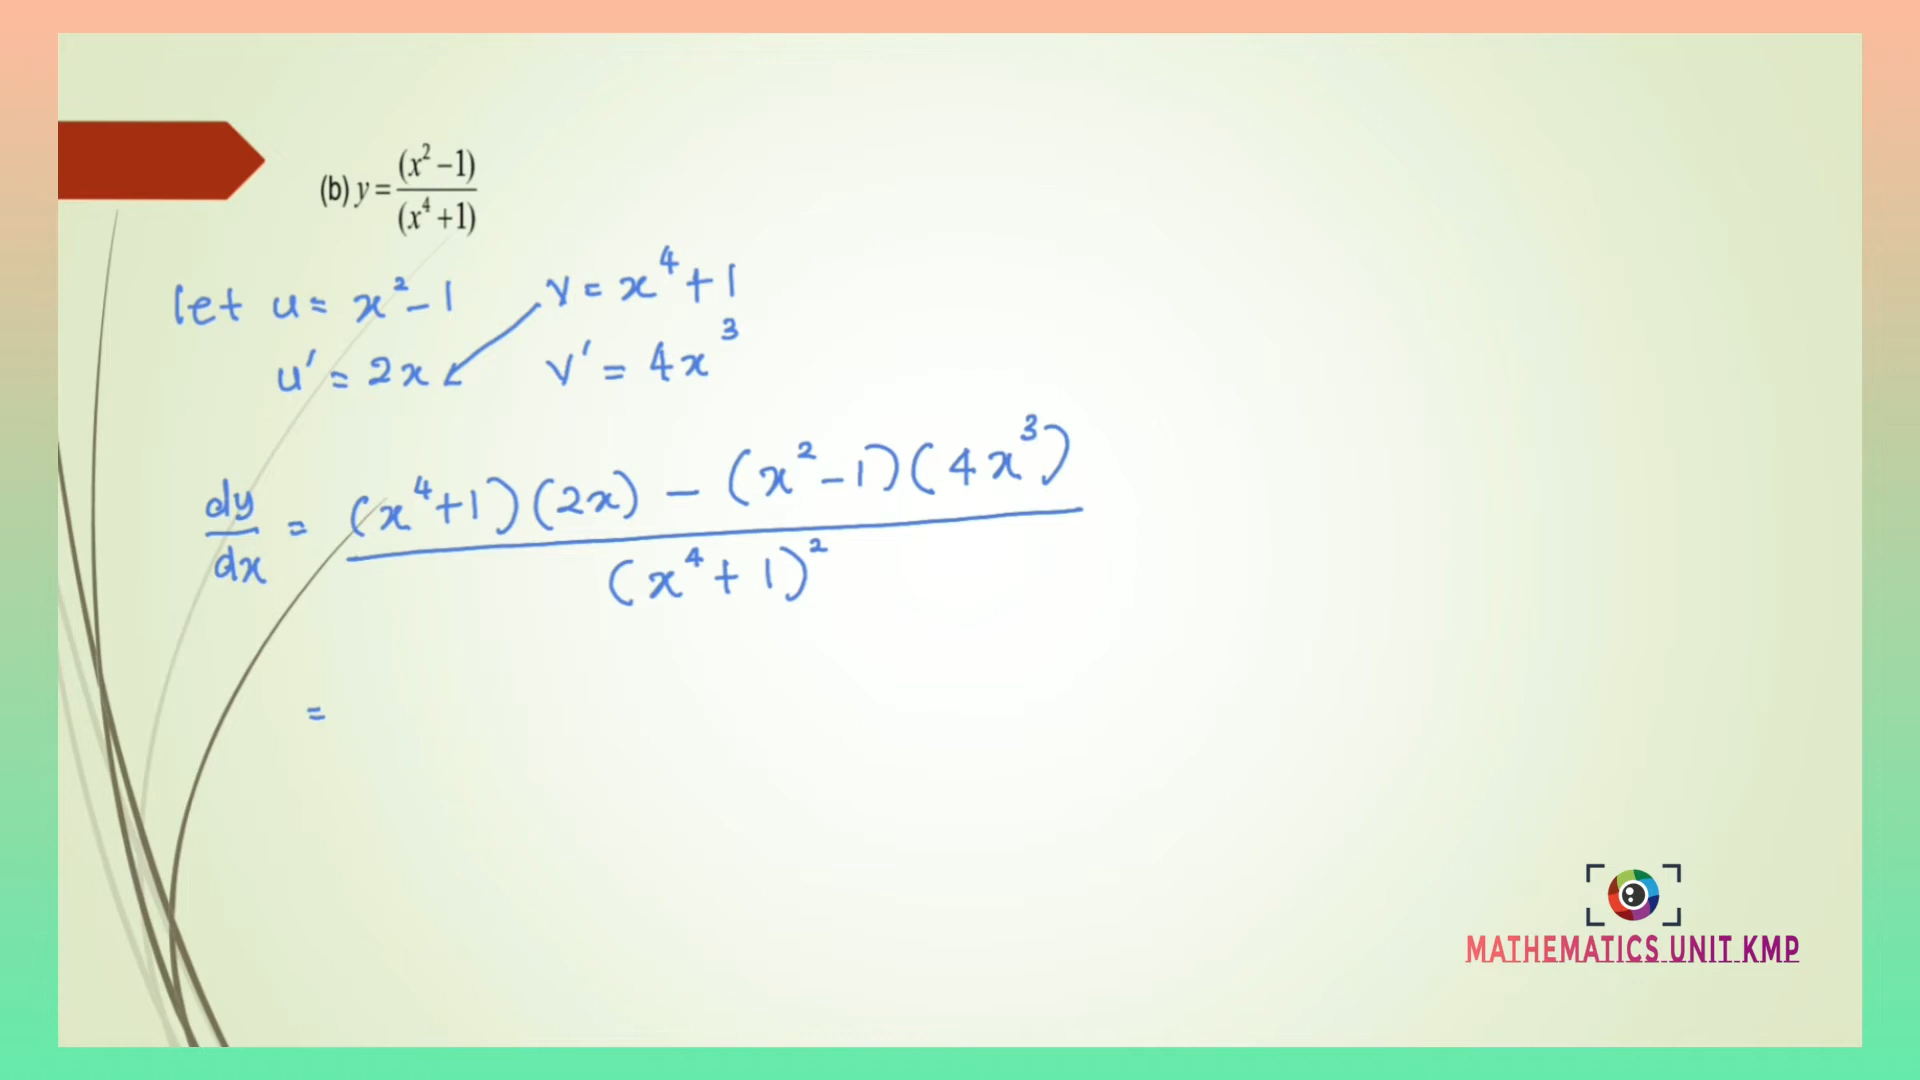 (b) y = (x² − 1) / (x⁴ + 1)
let u = x² − 1    v = x⁴ + 1
u' = 2x    v' = 4x³
dy/dx = (x⁴ + 1)(2x) − (x² − 1)(4x³) / (x⁴ + 1)²
=
MATHEMATICS UNIT KMP